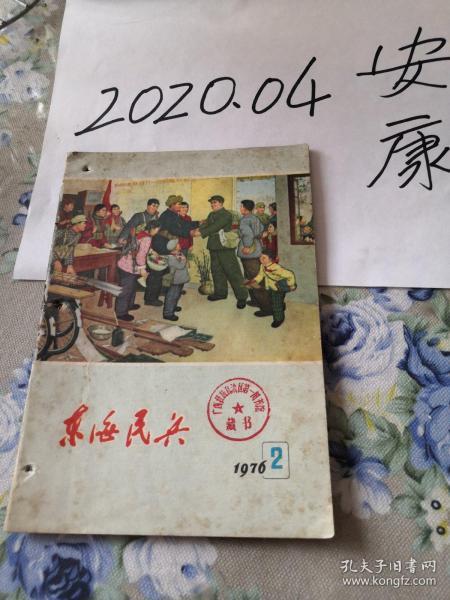 2020.04 安
康
东海民兵
藏书
1976 2
孔夫子旧书网
www.kongfz.com